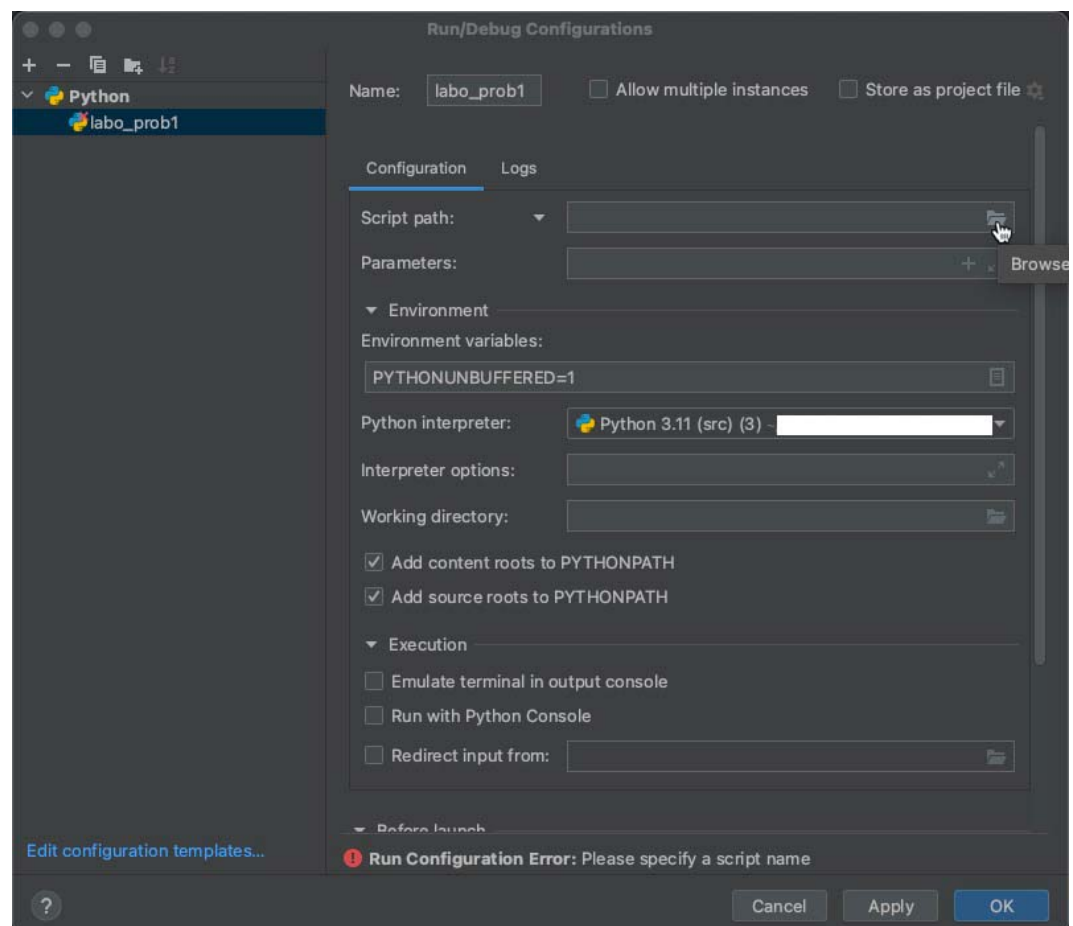 Run/Debug Configurations
Python
labo_prob1
Name: labo_prob1 Allow multiple instances Store as project file
Configuration Logs
Script path:
Parameters:
Browse
Environment
Environment variables:
PYTHONUNBUFFERED=1
Python interpreter: Python 3.11 (src) (3) ~
Interpreter options:
Working directory:
Add content roots to PYTHONPATH
Add source roots to PYTHONPATH
Execution
Emulate terminal in output console
Run with Python Console
Redirect input from:
Before launch
Edit configuration templates...
Run Configuration Error: Please specify a script name
? Cancel Apply OK